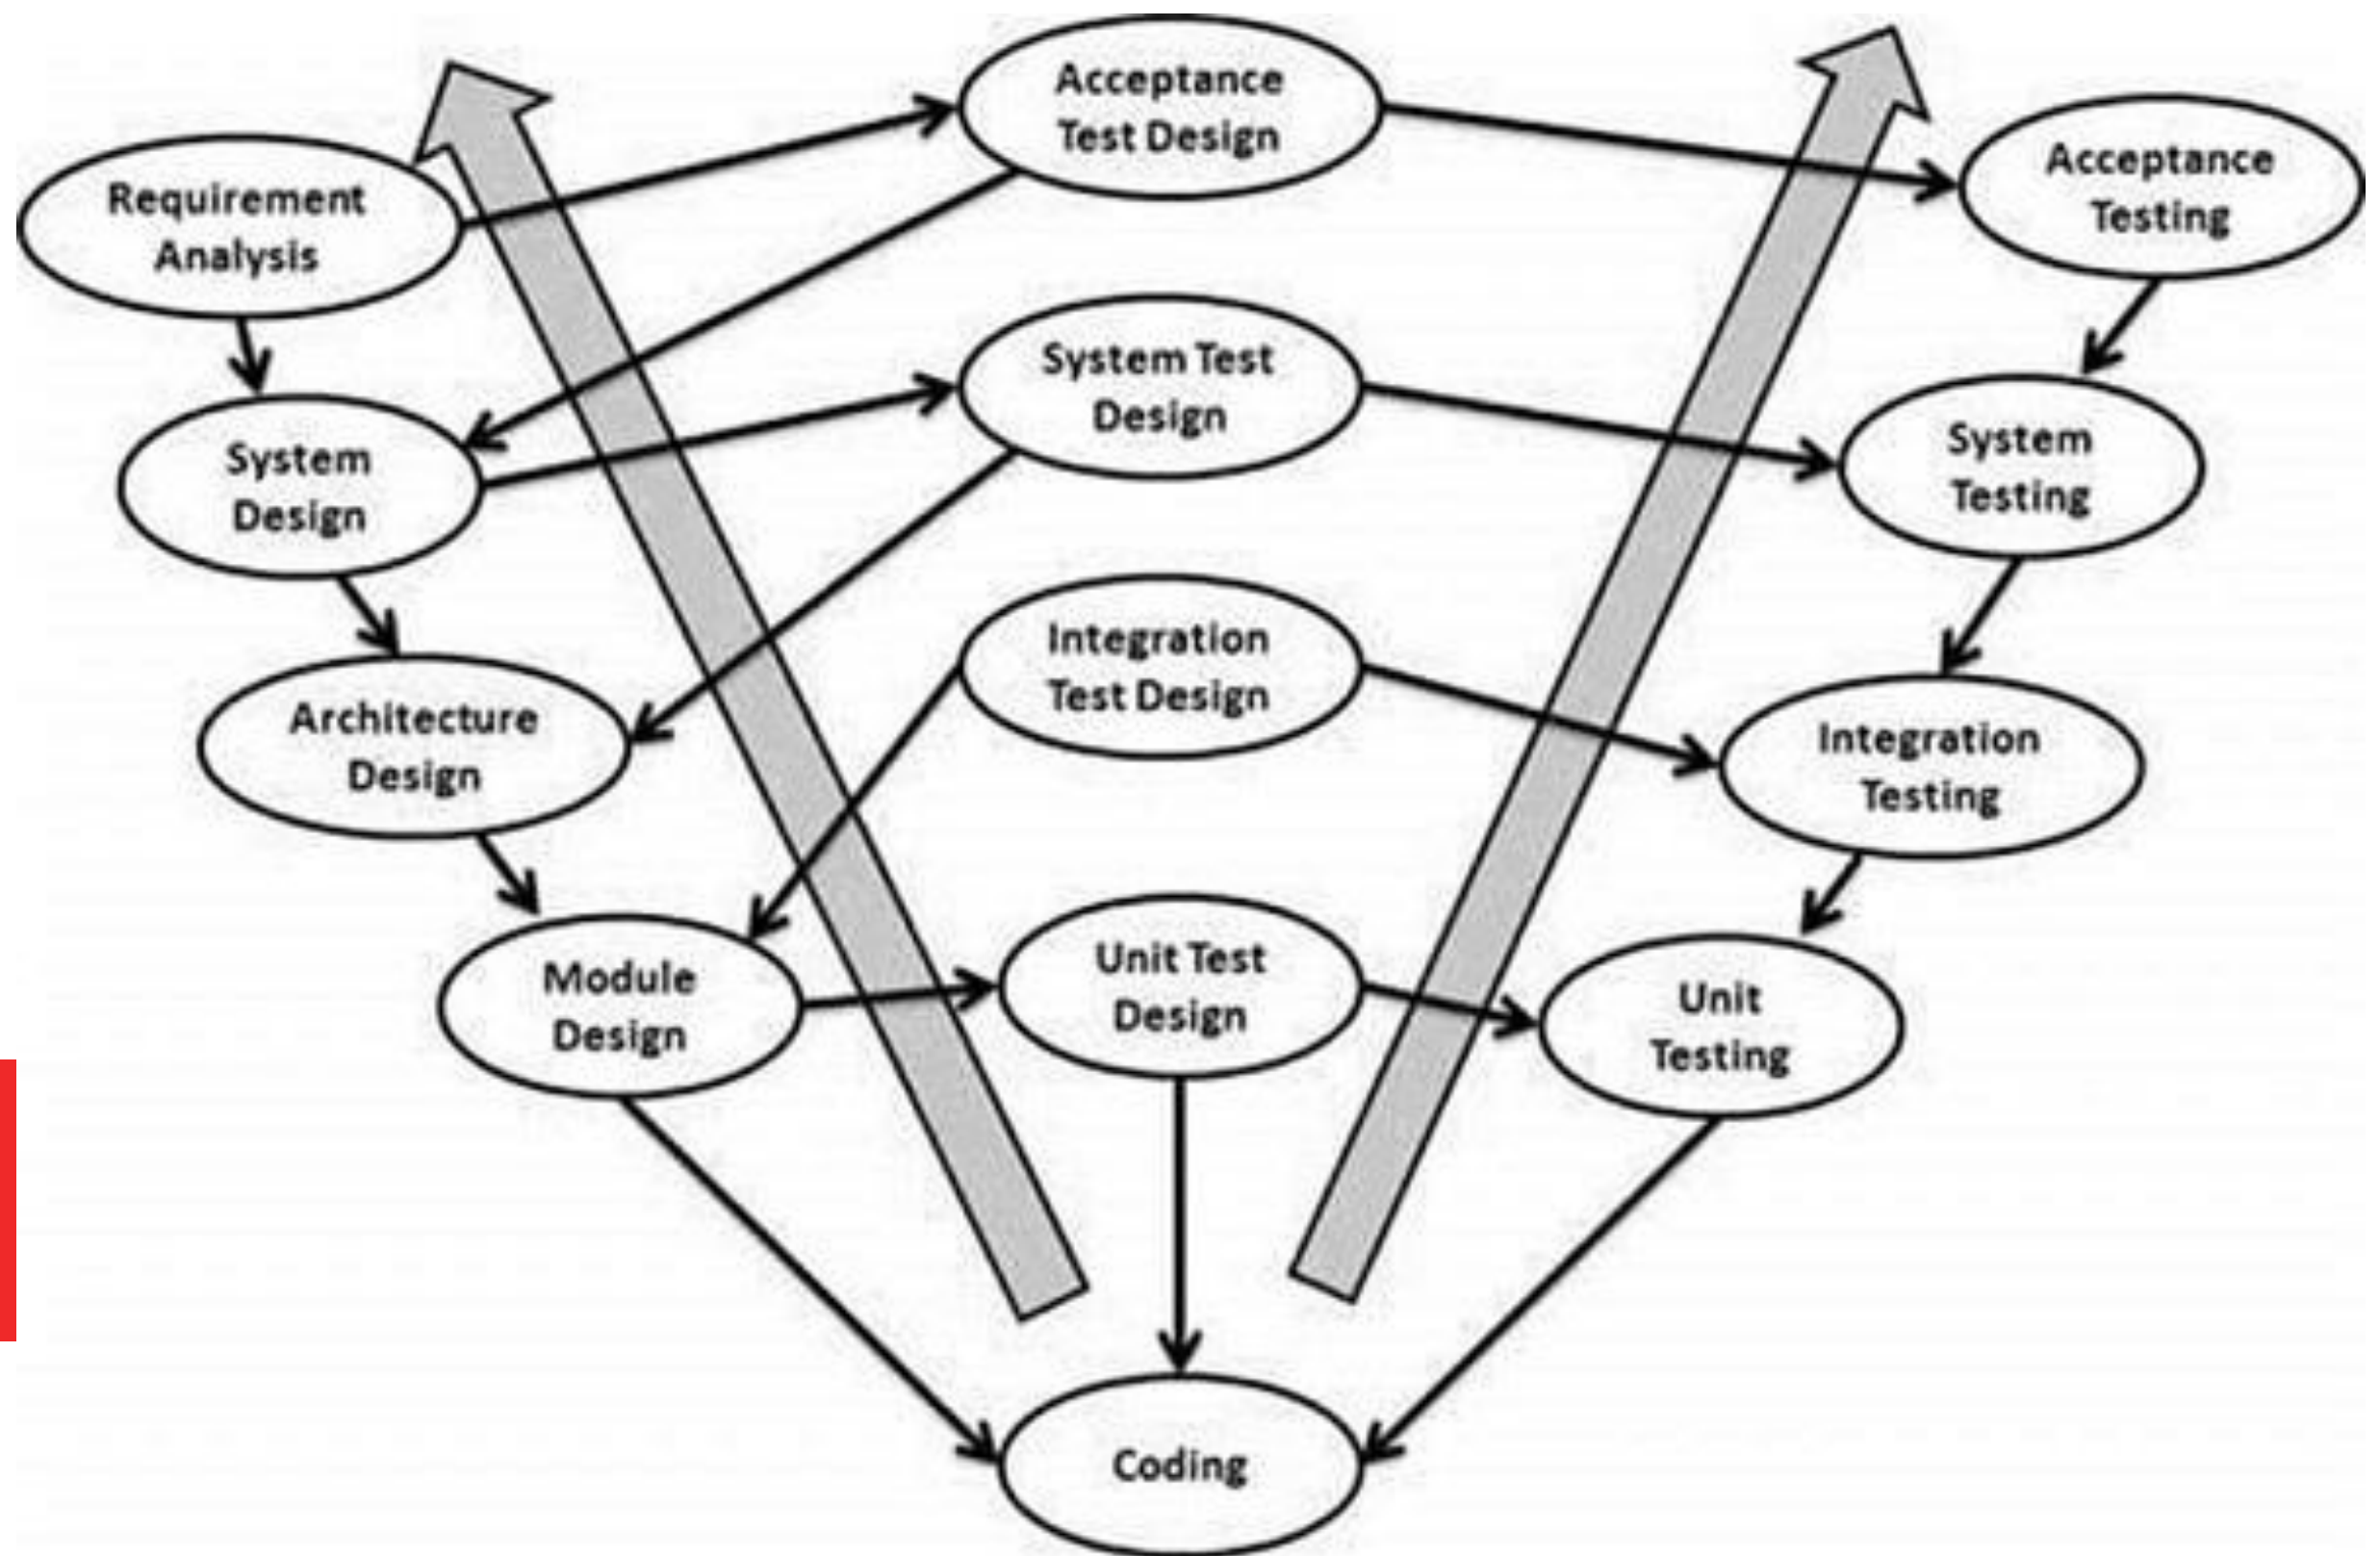 Acceptance
Test Design
Acceptance
Testing
Requirement
Analysis
System Test
Design
System
Testing
System
Design
Integration
Test Design
Architecture
Design
Integration
Testing
Unit Test
Design
Module
Design
Unit
Testing
Coding